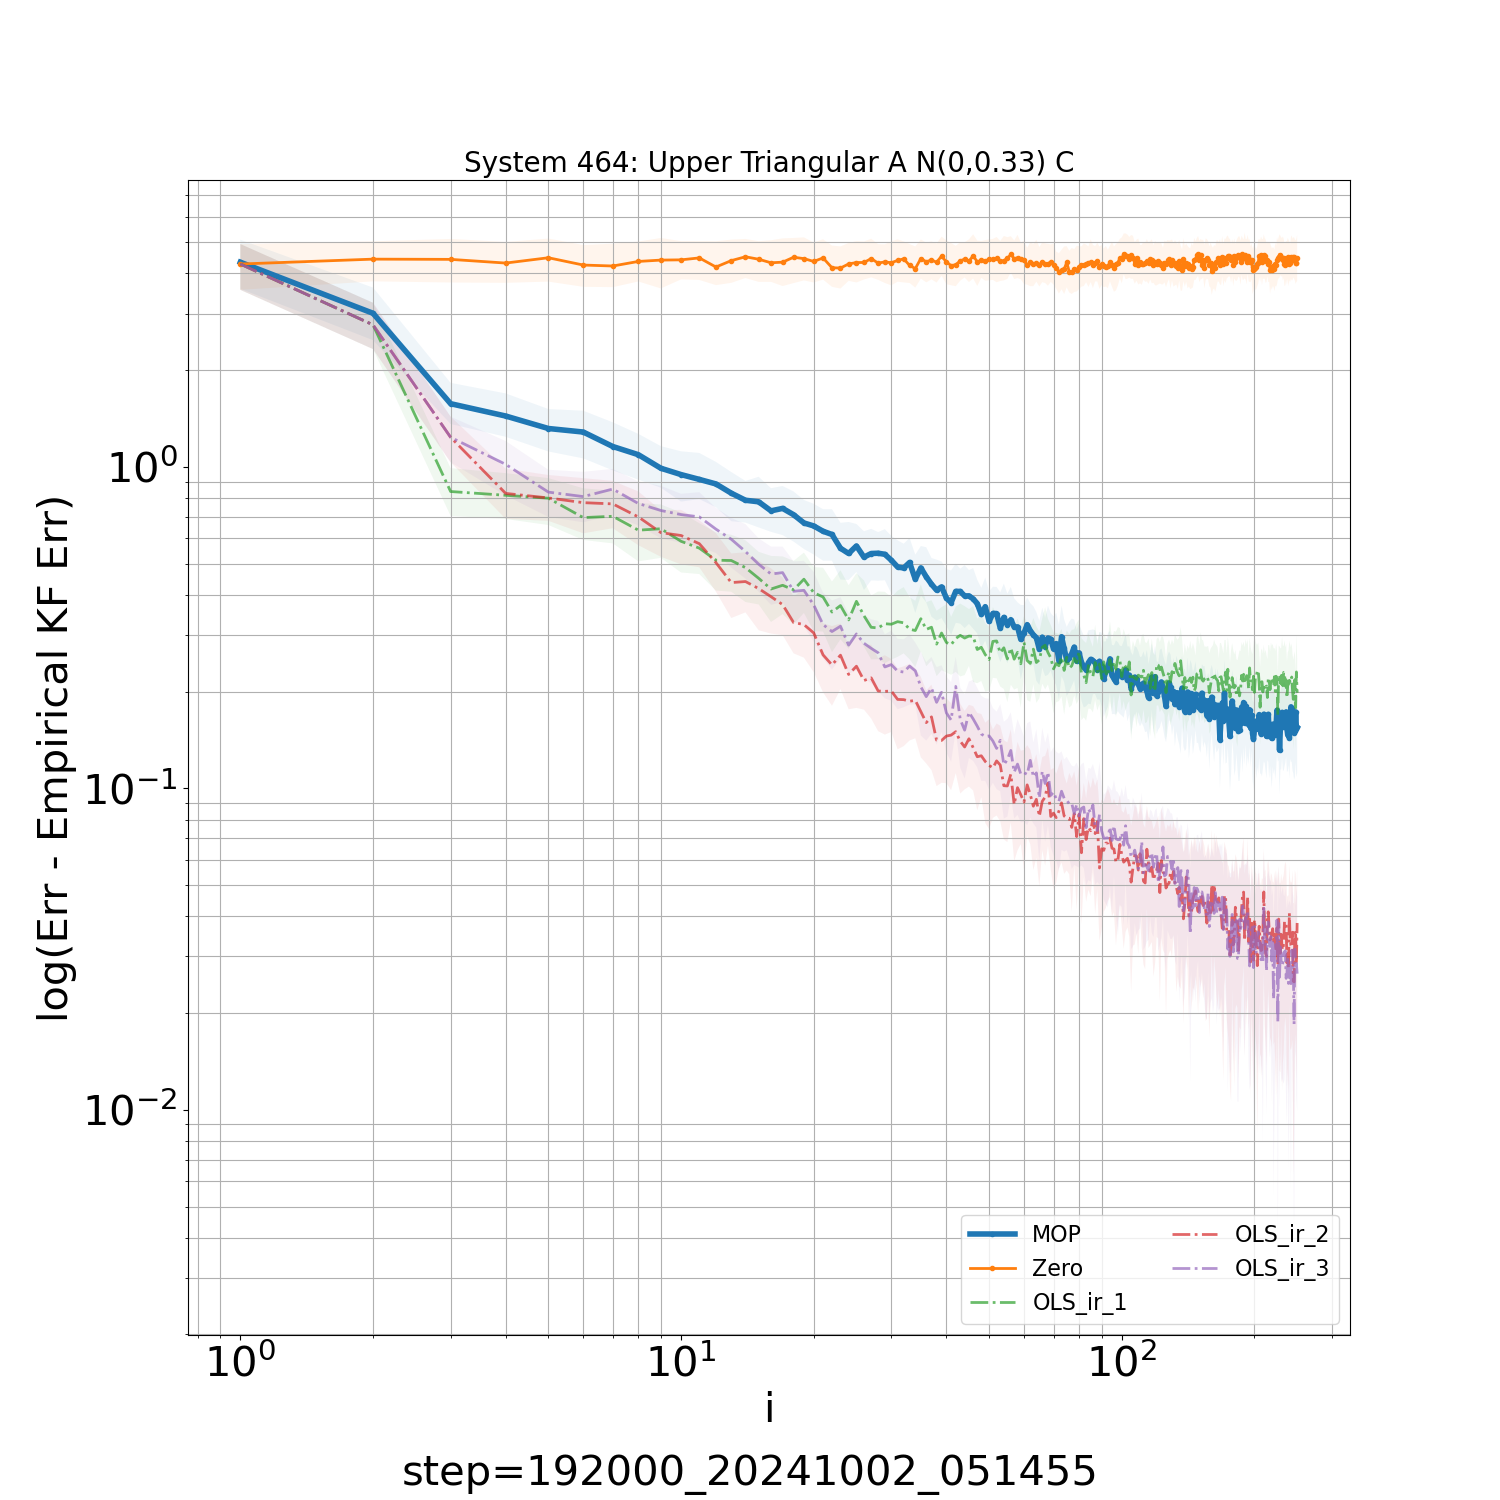 System 464: Upper Triangular A N(0,0.33) C
log(Err - Empirical KF Err)
10⁰
10⁻¹
10⁻²
MOP
Zero
OLS_ir_1
OLS_ir_2
OLS_ir_3
10⁰ 10¹ 10²
i
step=192000_20241002_051455